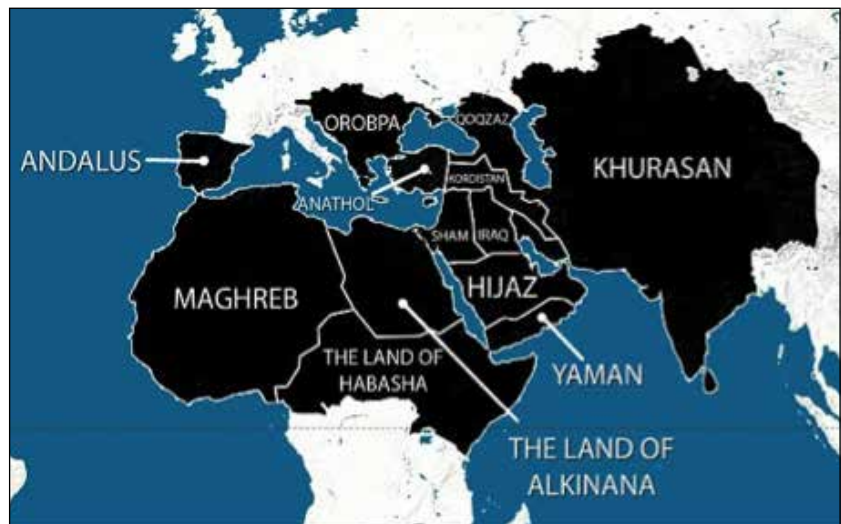 OROBPA
QOQZAZ
ANDALUS
KHURASAN
KORDISTAN
ANATHOL
SHAM
IRAQ
HIJAZ
MAGHREB
THE LAND OF
HABASHA
YAMAN
THE LAND OF
ALKINANA